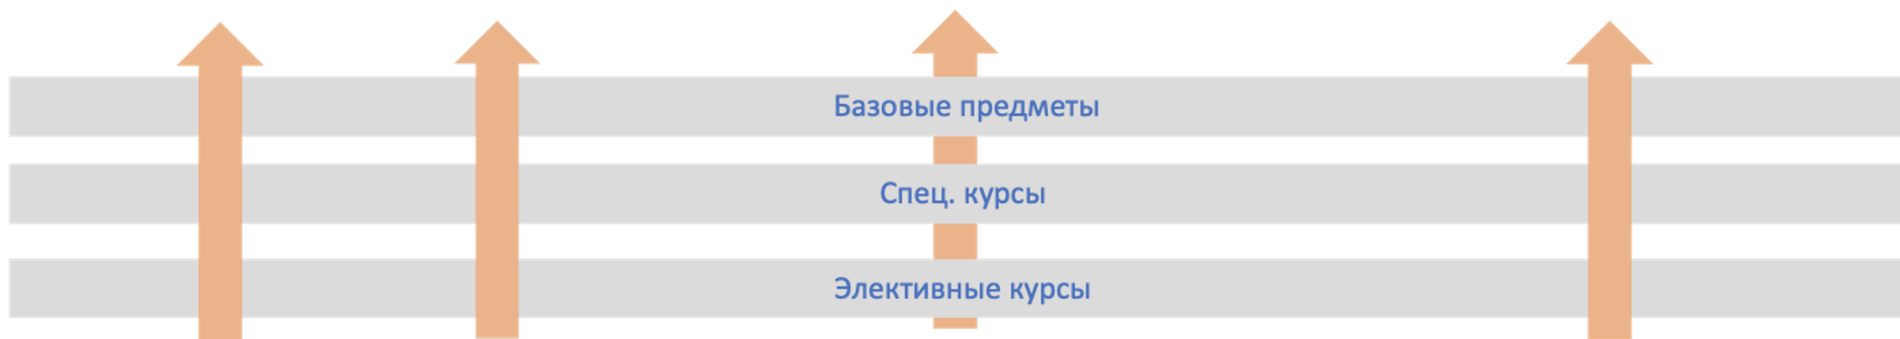 Базовые предметы
Спец. курсы
Элективные курсы